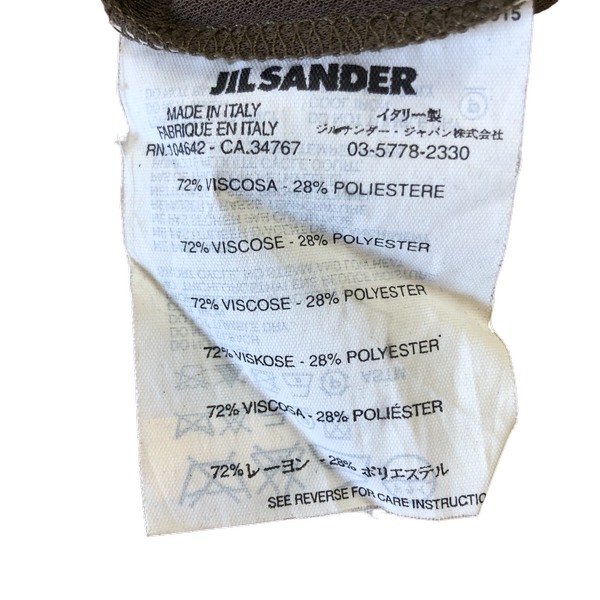 JIL SANDER
MADE IN ITALY
FABRIQUÉ EN ITALY
RN.104642 - CA.34767
イタリー製
ジルサンダー・ジャパン株式会社
03-5778-2330
72% VISCOSA - 28% POLIESTERE
72% VISCOSE - 28% POLYESTER
72% VISCOSE - 28% POLYESTER
72% VISKOSE - 28% POLYESTER
72% VISCOSA - 28% POLIÉSTER
72% レーヨン - 28% ポリエステル
SEE REVERSE FOR CARE INSTRUCTIO